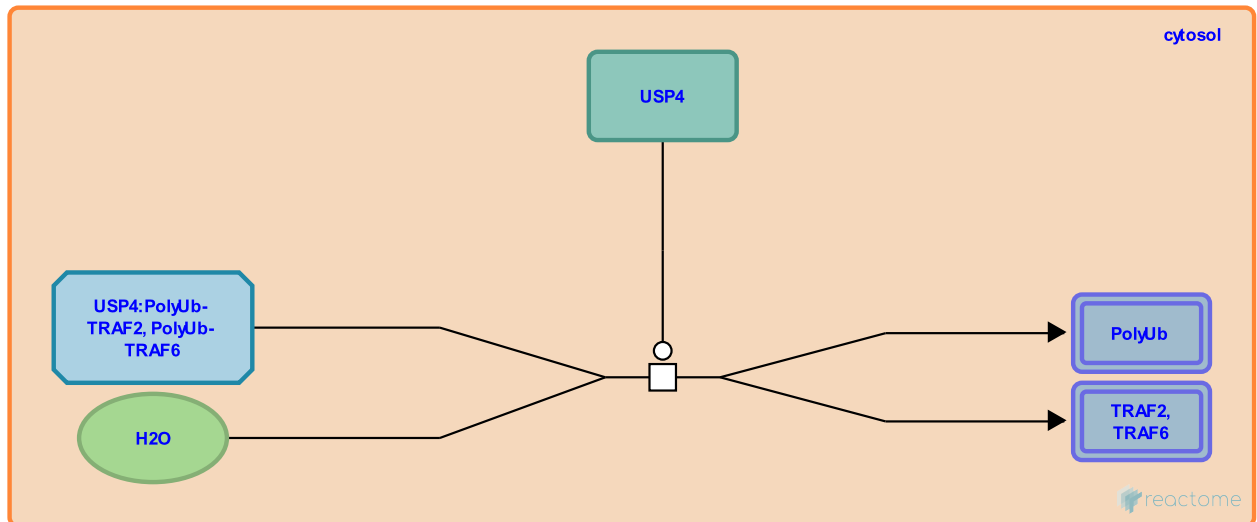 cytosol
USP4
USP4:PolyUb-
TRAF2, PolyUb-
TRAF6
H2O
PolyUb
TRAF2,
TRAF6
reactome